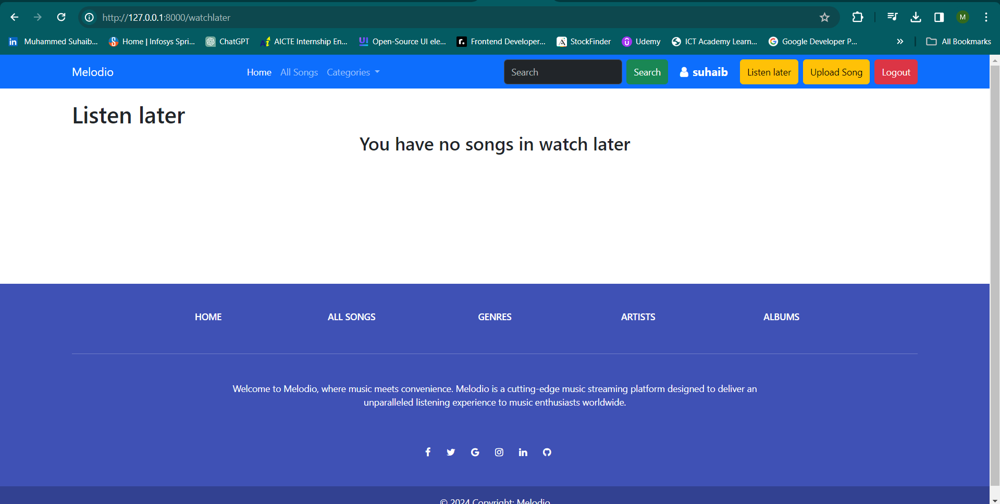 http://127.0.0.1:8000/watchlater
M
Muhammed Suhaib... Home | Infosys Spri... ChatGPT AICTE Internship En... Open-Source UI ele... Frontend Developer... StockFinder Udemy ICT Academy Learn... Google Developer P... » All Bookmarks
Melodio Home All Songs Categories Search Search suhaib Listen later Upload Song Logout
Listen later
You have no songs in watch later
HOME ALL SONGS GENRES ARTISTS ALBUMS
Welcome to Melodio, where music meets convenience. Melodio is a cutting-edge music streaming platform designed to deliver an
unparalleled listening experience to music enthusiasts worldwide.
© 2024 Copyright: Melodio